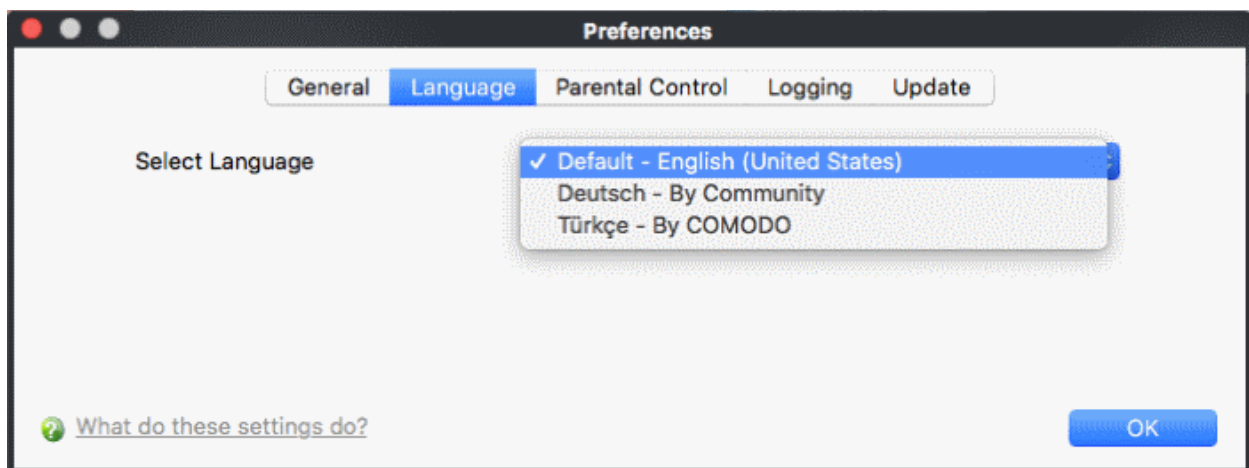 Preferences
General Language Parental Control Logging Update
Select Language
✓ Default - English (United States)
Deutsch - By Community
Türkçe - By COMODO
What do these settings do?
OK